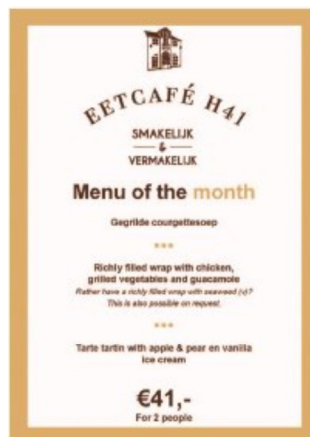 EETCAFÉ H41
SMAKELIJK
&
VERMAKELIJK
Menu of the month
Gegrilde courgettesoep
***
Richly filled wrap with chicken,
grilled vegetables and guacamole
Rather have a richly filled wrap with seaweed (v)?
This is also possible on request.
***
Tarte tartin with apple & pear en vanilla
ice cream
€41,-
For 2 people